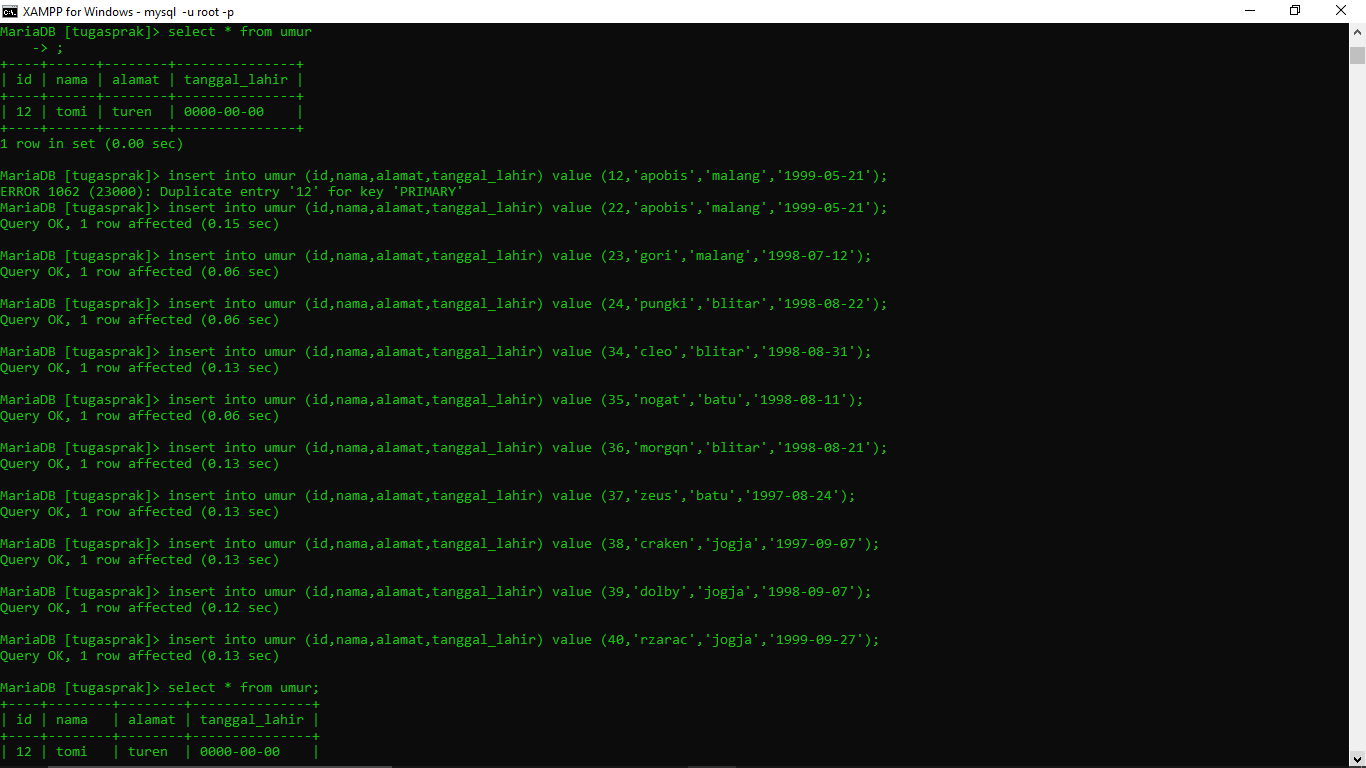 XAMPP for Windows - mysql  -u root -p
MariaDB [tugasprak]> select * from umur
    -> ;
+----+------+--------+---------------+
| id | nama | alamat | tanggal_lahir |
+----+------+--------+---------------+
| 12 | tomi | turen  | 0000-00-00    |
+----+------+--------+---------------+
1 row in set (0.00 sec)

MariaDB [tugasprak]> insert into umur (id,nama,alamat,tanggal_lahir) value (12,'apobis','malang','1999-05-21');
ERROR 1062 (23000): Duplicate entry '12' for key 'PRIMARY'
MariaDB [tugasprak]> insert into umur (id,nama,alamat,tanggal_lahir) value (22,'apobis','malang','1999-05-21');
Query OK, 1 row affected (0.15 sec)

MariaDB [tugasprak]> insert into umur (id,nama,alamat,tanggal_lahir) value (23,'gori','malang','1998-07-12');
Query OK, 1 row affected (0.06 sec)

MariaDB [tugasprak]> insert into umur (id,nama,alamat,tanggal_lahir) value (24,'pungki','blitar','1998-08-22');
Query OK, 1 row affected (0.06 sec)

MariaDB [tugasprak]> insert into umur (id,nama,alamat,tanggal_lahir) value (34,'cleo','blitar','1998-08-31');
Query OK, 1 row affected (0.13 sec)

MariaDB [tugasprak]> insert into umur (id,nama,alamat,tanggal_lahir) value (35,'nogat','batu','1998-08-11');
Query OK, 1 row affected (0.06 sec)

MariaDB [tugasprak]> insert into umur (id,nama,alamat,tanggal_lahir) value (36,'morgqn','blitar','1998-08-21');
Query OK, 1 row affected (0.13 sec)

MariaDB [tugasprak]> insert into umur (id,nama,alamat,tanggal_lahir) value (37,'zeus','batu','1997-08-24');
Query OK, 1 row affected (0.13 sec)

MariaDB [tugasprak]> insert into umur (id,nama,alamat,tanggal_lahir) value (38,'craken','jogja','1997-09-07');
Query OK, 1 row affected (0.13 sec)

MariaDB [tugasprak]> insert into umur (id,nama,alamat,tanggal_lahir) value (39,'dolby','jogja','1998-09-07');
Query OK, 1 row affected (0.12 sec)

MariaDB [tugasprak]> insert into umur (id,nama,alamat,tanggal_lahir) value (40,'rzarac','jogja','1999-09-27');
Query OK, 1 row affected (0.13 sec)

MariaDB [tugasprak]> select * from umur;
+----+--------+--------+---------------+
| id | nama   | alamat | tanggal_lahir |
+----+--------+--------+---------------+
| 12 | tomi   | turen  | 0000-00-00    |